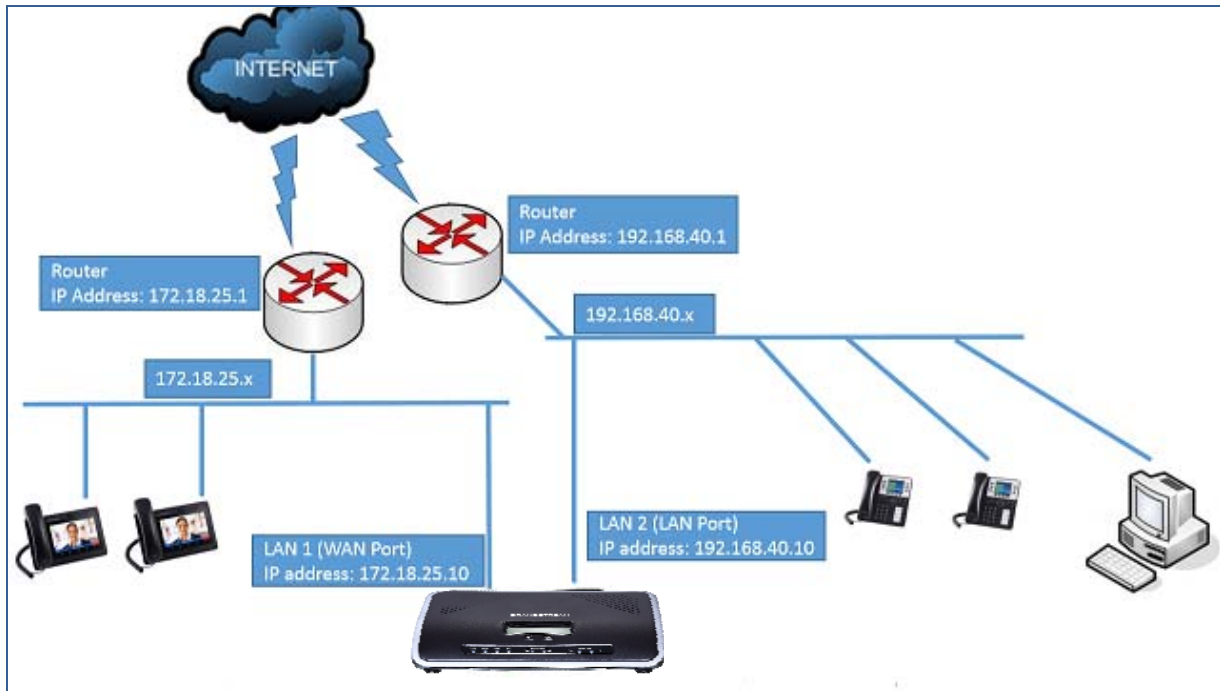 INTERNET
Router
IP Address: 192.168.40.1
Router
IP Address: 172.18.25.1
192.168.40.x
172.18.25.x
LAN 2 (LAN Port)
IP address: 192.168.40.10
LAN 1 (WAN Port)
IP address: 172.18.25.10
GRANDSTREAM